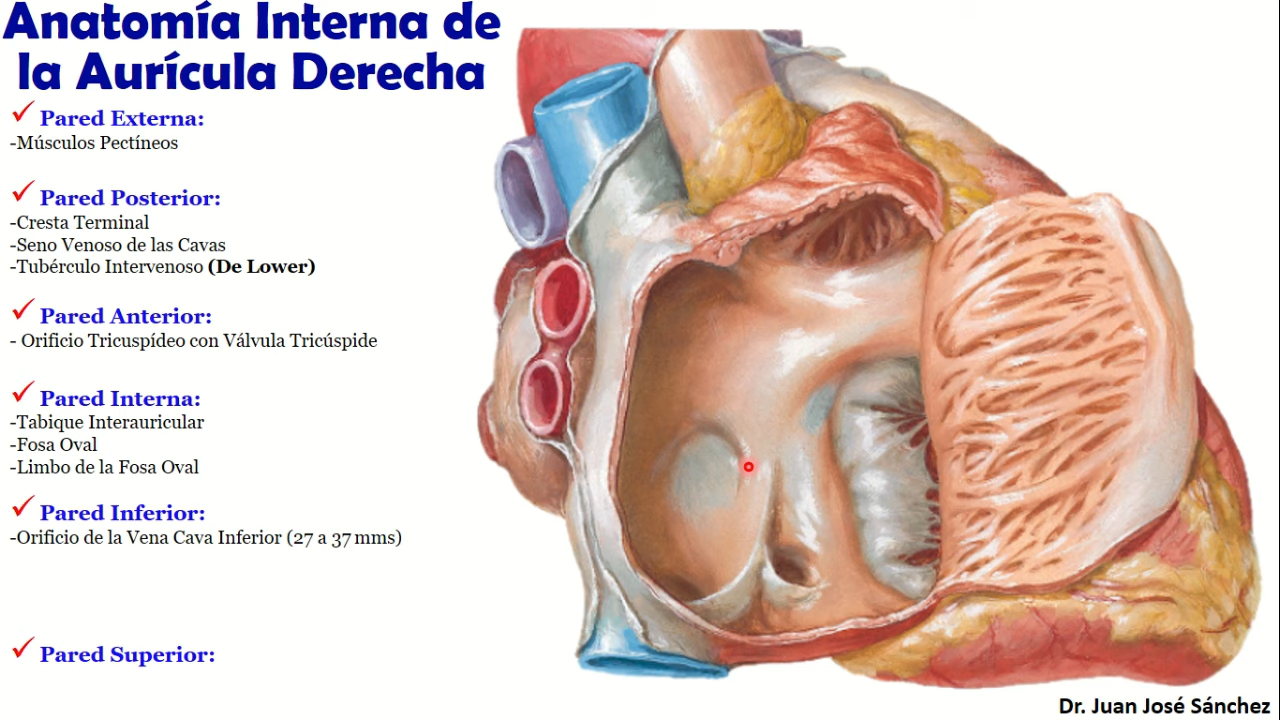 Anatomía Interna de
la Aurícula Derecha
Pared Externa:
-Músculos Pectíneos
Pared Posterior:
-Cresta Terminal
-Seno Venoso de las Cavas
-Tubérculo Intervenoso (De Lower)
Pared Anterior:
- Orificio Tricuspídeo con Válvula Tricúspide
Pared Interna:
-Tabique Interauricular
-Fosa Oval
-Limbo de la Fosa Oval
Pared Inferior:
-Orificio de la Vena Cava Inferior (27 a 37 mms)
Pared Superior:
Dr. Juan José Sánchez